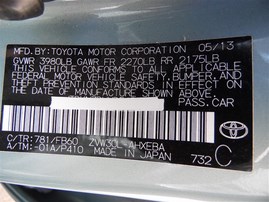 MFD. BY: TOYOTA MOTOR CORPORATION 05/13
GVWR 3980LB GAWR FR 2270LB RR 2175LB
THIS VEHICLE CONFORMS TO ALL APPLICABLE
FEDERAL MOTOR VEHICLE SAFETY, BUMPER, AND
THEFT PREVENTION STANDARDS IN EFFECT ON THE
DATE OF MANUFACTURE SHOWN ABOVE.
PASS. CAR
C/TR: 781/FB60 ZVW30L-AHXEBA
A/TM: -01A/P410 MADE IN JAPAN 732 C
TOYOTA